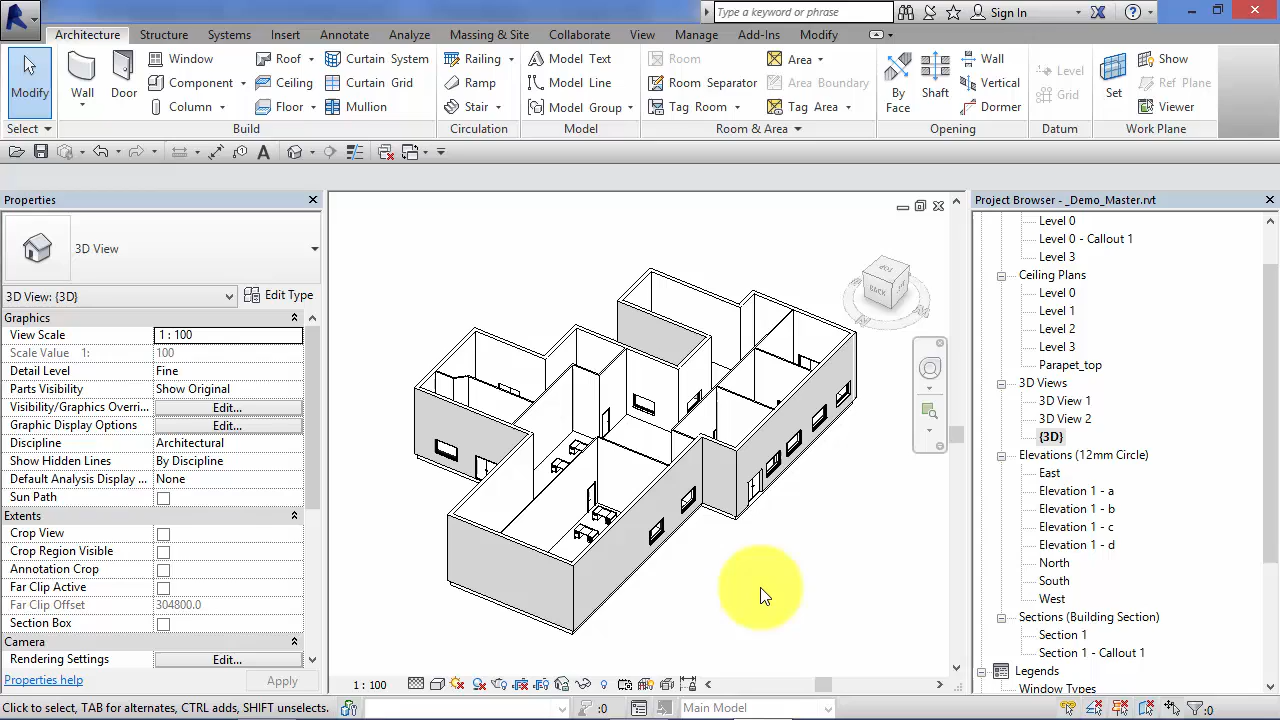 Type a keyword or phrase
Sign In
Architecture Structure Systems Insert Annotate Analyze Massing & Site Collaborate View Manage Add-Ins Modify
Modify
Select
Wall
Door
Window
Component
Column
Roof
Ceiling
Floor
Curtain System
Curtain Grid
Mullion
Build
Railing
Ramp
Stair
Circulation
Model Text
Model Line
Model Group
Model
Room
Room Separator
Tag Room
Area
Area Boundary
Tag Area
Room & Area
By
Face
Shaft
Wall
Vertical
Dormer
Opening
Level
Grid
Datum
Set
Show
Ref Plane
Viewer
Work Plane
Properties
3D View
3D View: {3D} Edit Type
Graphics
View Scale 1 : 100
Scale Value 1: 100
Detail Level Fine
Parts Visibility Show Original
Visibility/Graphics Overri... Edit...
Graphic Display Options Edit...
Discipline Architectural
Show Hidden Lines By Discipline
Default Analysis Display ... None
Sun Path
Extents
Crop View
Crop Region Visible
Annotation Crop
Far Clip Active
Far Clip Offset 304800.0
Section Box
Camera
Rendering Settings Edit...
Properties help Apply
TOP
BACK
1 : 100
Project Browser - _Demo_Master.rvt
Level 0
Level 0 - Callout 1
Level 3
Ceiling Plans
Level 0
Level 1
Level 2
Level 3
Parapet_top
3D Views
3D View 1
3D View 2
{3D}
Elevations (12mm Circle)
East
Elevation 1 - a
Elevation 1 - b
Elevation 1 - c
Elevation 1 - d
North
South
West
Sections (Building Section)
Section 1
Section 1 - Callout 1
Legends
Window Types
Click to select, TAB for alternates, CTRL adds, SHIFT unselects.
:0
Main Model
:0